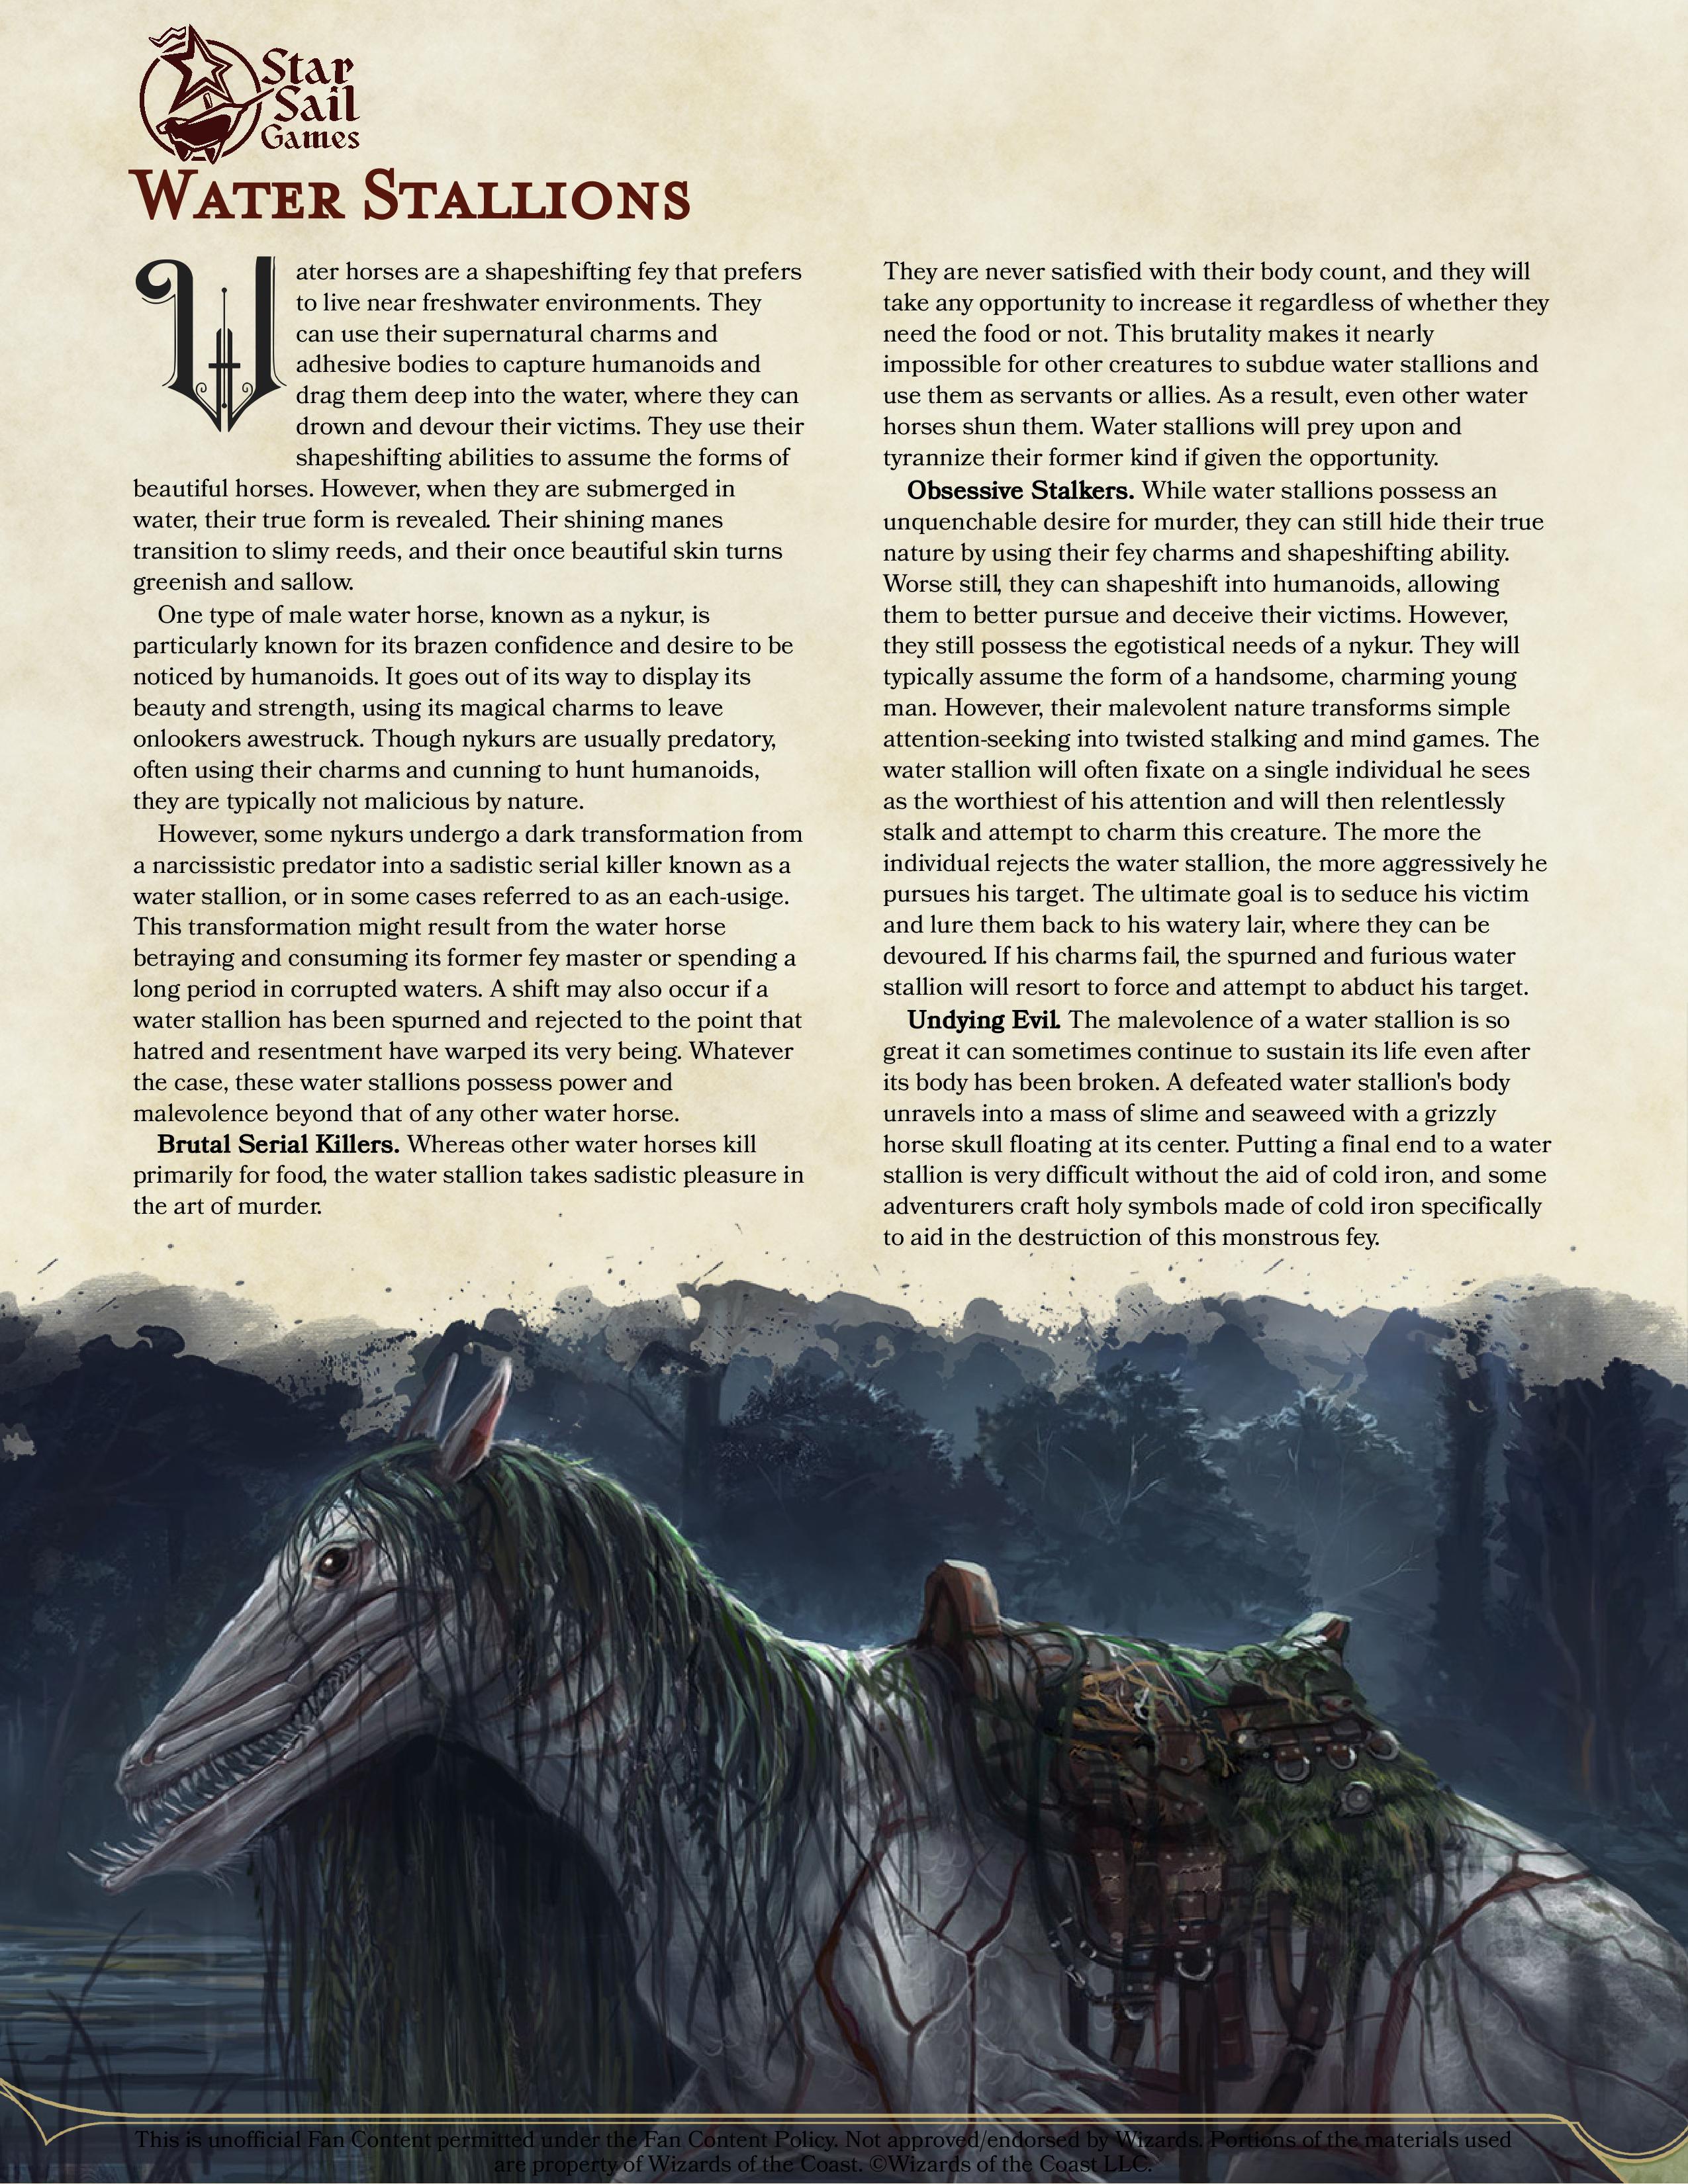 Star
Sail
Games
Water Stallions
Water horses are a shapeshifting fey that prefers
to live near freshwater environments. They
can use their supernatural charms and
adhesive bodies to capture humanoids and
drag them deep into the water, where they can
drown and devour their victims. They use their
shapeshifting abilities to assume the forms of
beautiful horses. However, when they are submerged in
water, their true form is revealed. Their shining manes
transition to slimy reeds, and their once beautiful skin turns
greenish and sallow.
One type of male water horse, known as a nykur, is
particularly known for its brazen confidence and desire to be
noticed by humanoids. It goes out of its way to display its
beauty and strength, using its magical charms to leave
onlookers awestruck. Though nykurs are usually predatory,
often using their charms and cunning to hunt humanoids,
they are typically not malicious by nature.
However, some nykurs undergo a dark transformation from
a narcissistic predator into a sadistic serial killer known as a
water stallion, or in some cases referred to as an each-usige.
This transformation might result from the water horse
betraying and consuming its former fey master or spending a
long period in corrupted waters. A shift may also occur if a
water stallion has been spurned and rejected to the point that
hatred and resentment have warped its very being. Whatever
the case, these water stallions possess power and
malevolence beyond that of any other water horse.
Brutal Serial Killers. Whereas other water horses kill
primarily for food, the water stallion takes sadistic pleasure in
the art of murder.
They are never satisfied with their body count, and they will
take any opportunity to increase it regardless of whether they
need the food or not. This brutality makes it nearly
impossible for other creatures to subdue water stallions and
use them as servants or allies. As a result, even other water
horses shun them. Water stallions will prey upon and
tyrannize their former kind if given the opportunity.
Obsessive Stalkers. While water stallions possess an
unquenchable desire for murder, they can still hide their true
nature by using their fey charms and shapeshifting ability.
Worse still, they can shapeshift into humanoids, allowing
them to better pursue and deceive their victims. However,
they still possess the egotistical needs of a nykur. They will
typically assume the form of a handsome, charming young
man. However, their malevolent nature transforms simple
attention-seeking into twisted stalking and mind games. The
water stallion will often fixate on a single individual he sees
as the worthiest of his attention and will then relentlessly
stalk and attempt to charm this creature. The more the
individual rejects the water stallion, the more aggressively he
pursues his target. The ultimate goal is to seduce his victim
and lure them back to his watery lair, where they can be
devoured. If his charms fail, the spurned and furious water
stallion will resort to force and attempt to abduct his target.
Undying Evil. The malevolence of a water stallion is so
great it can sometimes continue to sustain its life even after
its body has been broken. A defeated water stallion's body
unravels into a mass of slime and seaweed with a grizzly
horse skull floating at its center. Putting a final end to a water
stallion is very difficult without the aid of cold iron, and some
adventurers craft holy symbols made of cold iron specifically
to aid in the destruction of this monstrous fey.
This is unofficial Fan Content permitted under the Fan Content Policy. Not approved/endorsed by Wizards. Portions of the materials used
are property of Wizards of the Coast. ©Wizards of the Coast LLC.